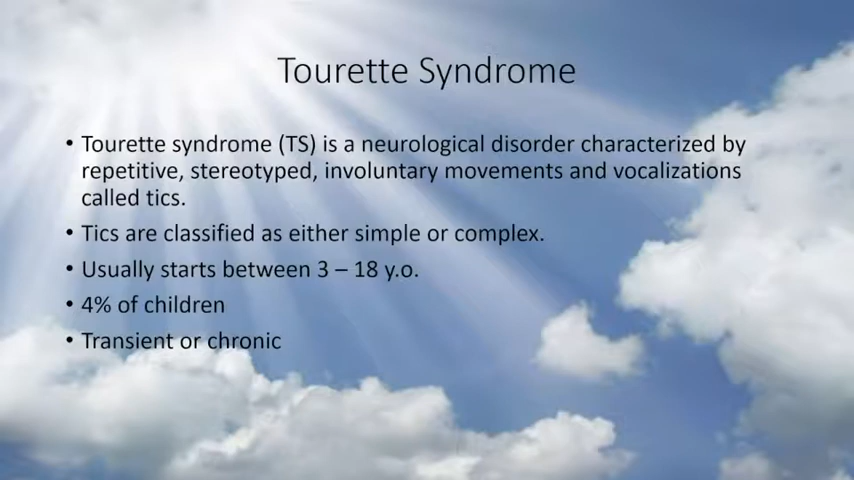 Tourette Syndrome
• Tourette syndrome (TS) is a neurological disorder characterized by
repetitive, stereotyped, involuntary movements and vocalizations
called tics.
• Tics are classified as either simple or complex.
• Usually starts between 3 – 18 y.o.
• 4% of children
• Transient or chronic